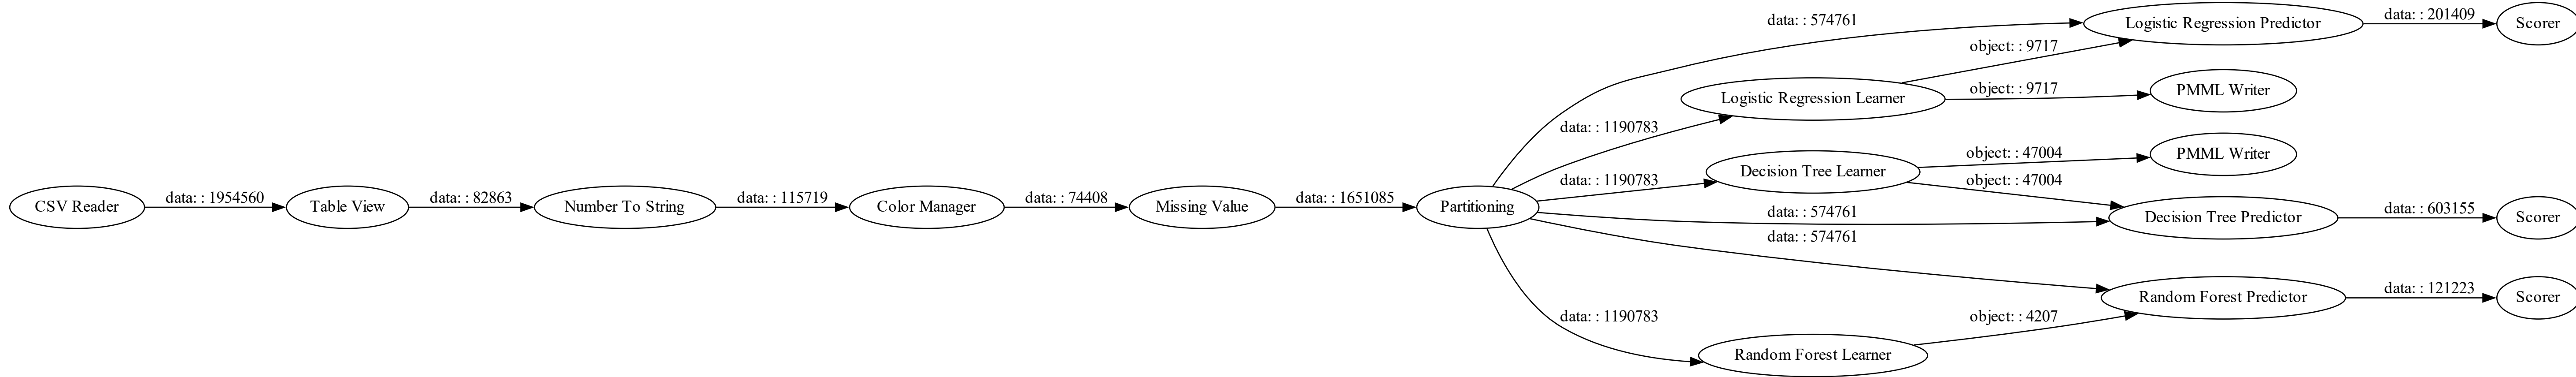 CSV Reader
data: : 1954560
Table View
data: : 82863
Number To String
data: : 115719
Color Manager
data: : 74408
Missing Value
data: : 1651085
Partitioning
data: : 574761
Logistic Regression Predictor
data: : 201409
Scorer
object: : 9717
data: : 1190783
Logistic Regression Learner
object: : 9717
PMML Writer
data: : 1190783
Decision Tree Learner
object: : 47004
PMML Writer
object: : 47004
data: : 574761
Decision Tree Predictor
data: : 603155
Scorer
data: : 574761
Random Forest Predictor
data: : 121223
Scorer
data: : 1190783
Random Forest Learner
object: : 4207